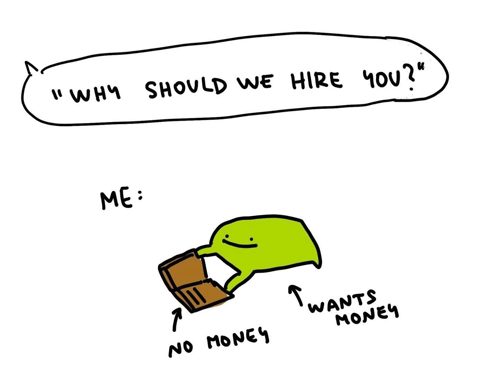 "WHY SHOULD WE HIRE YOU?"
ME:
NO MONEY
WANTS
MONEY